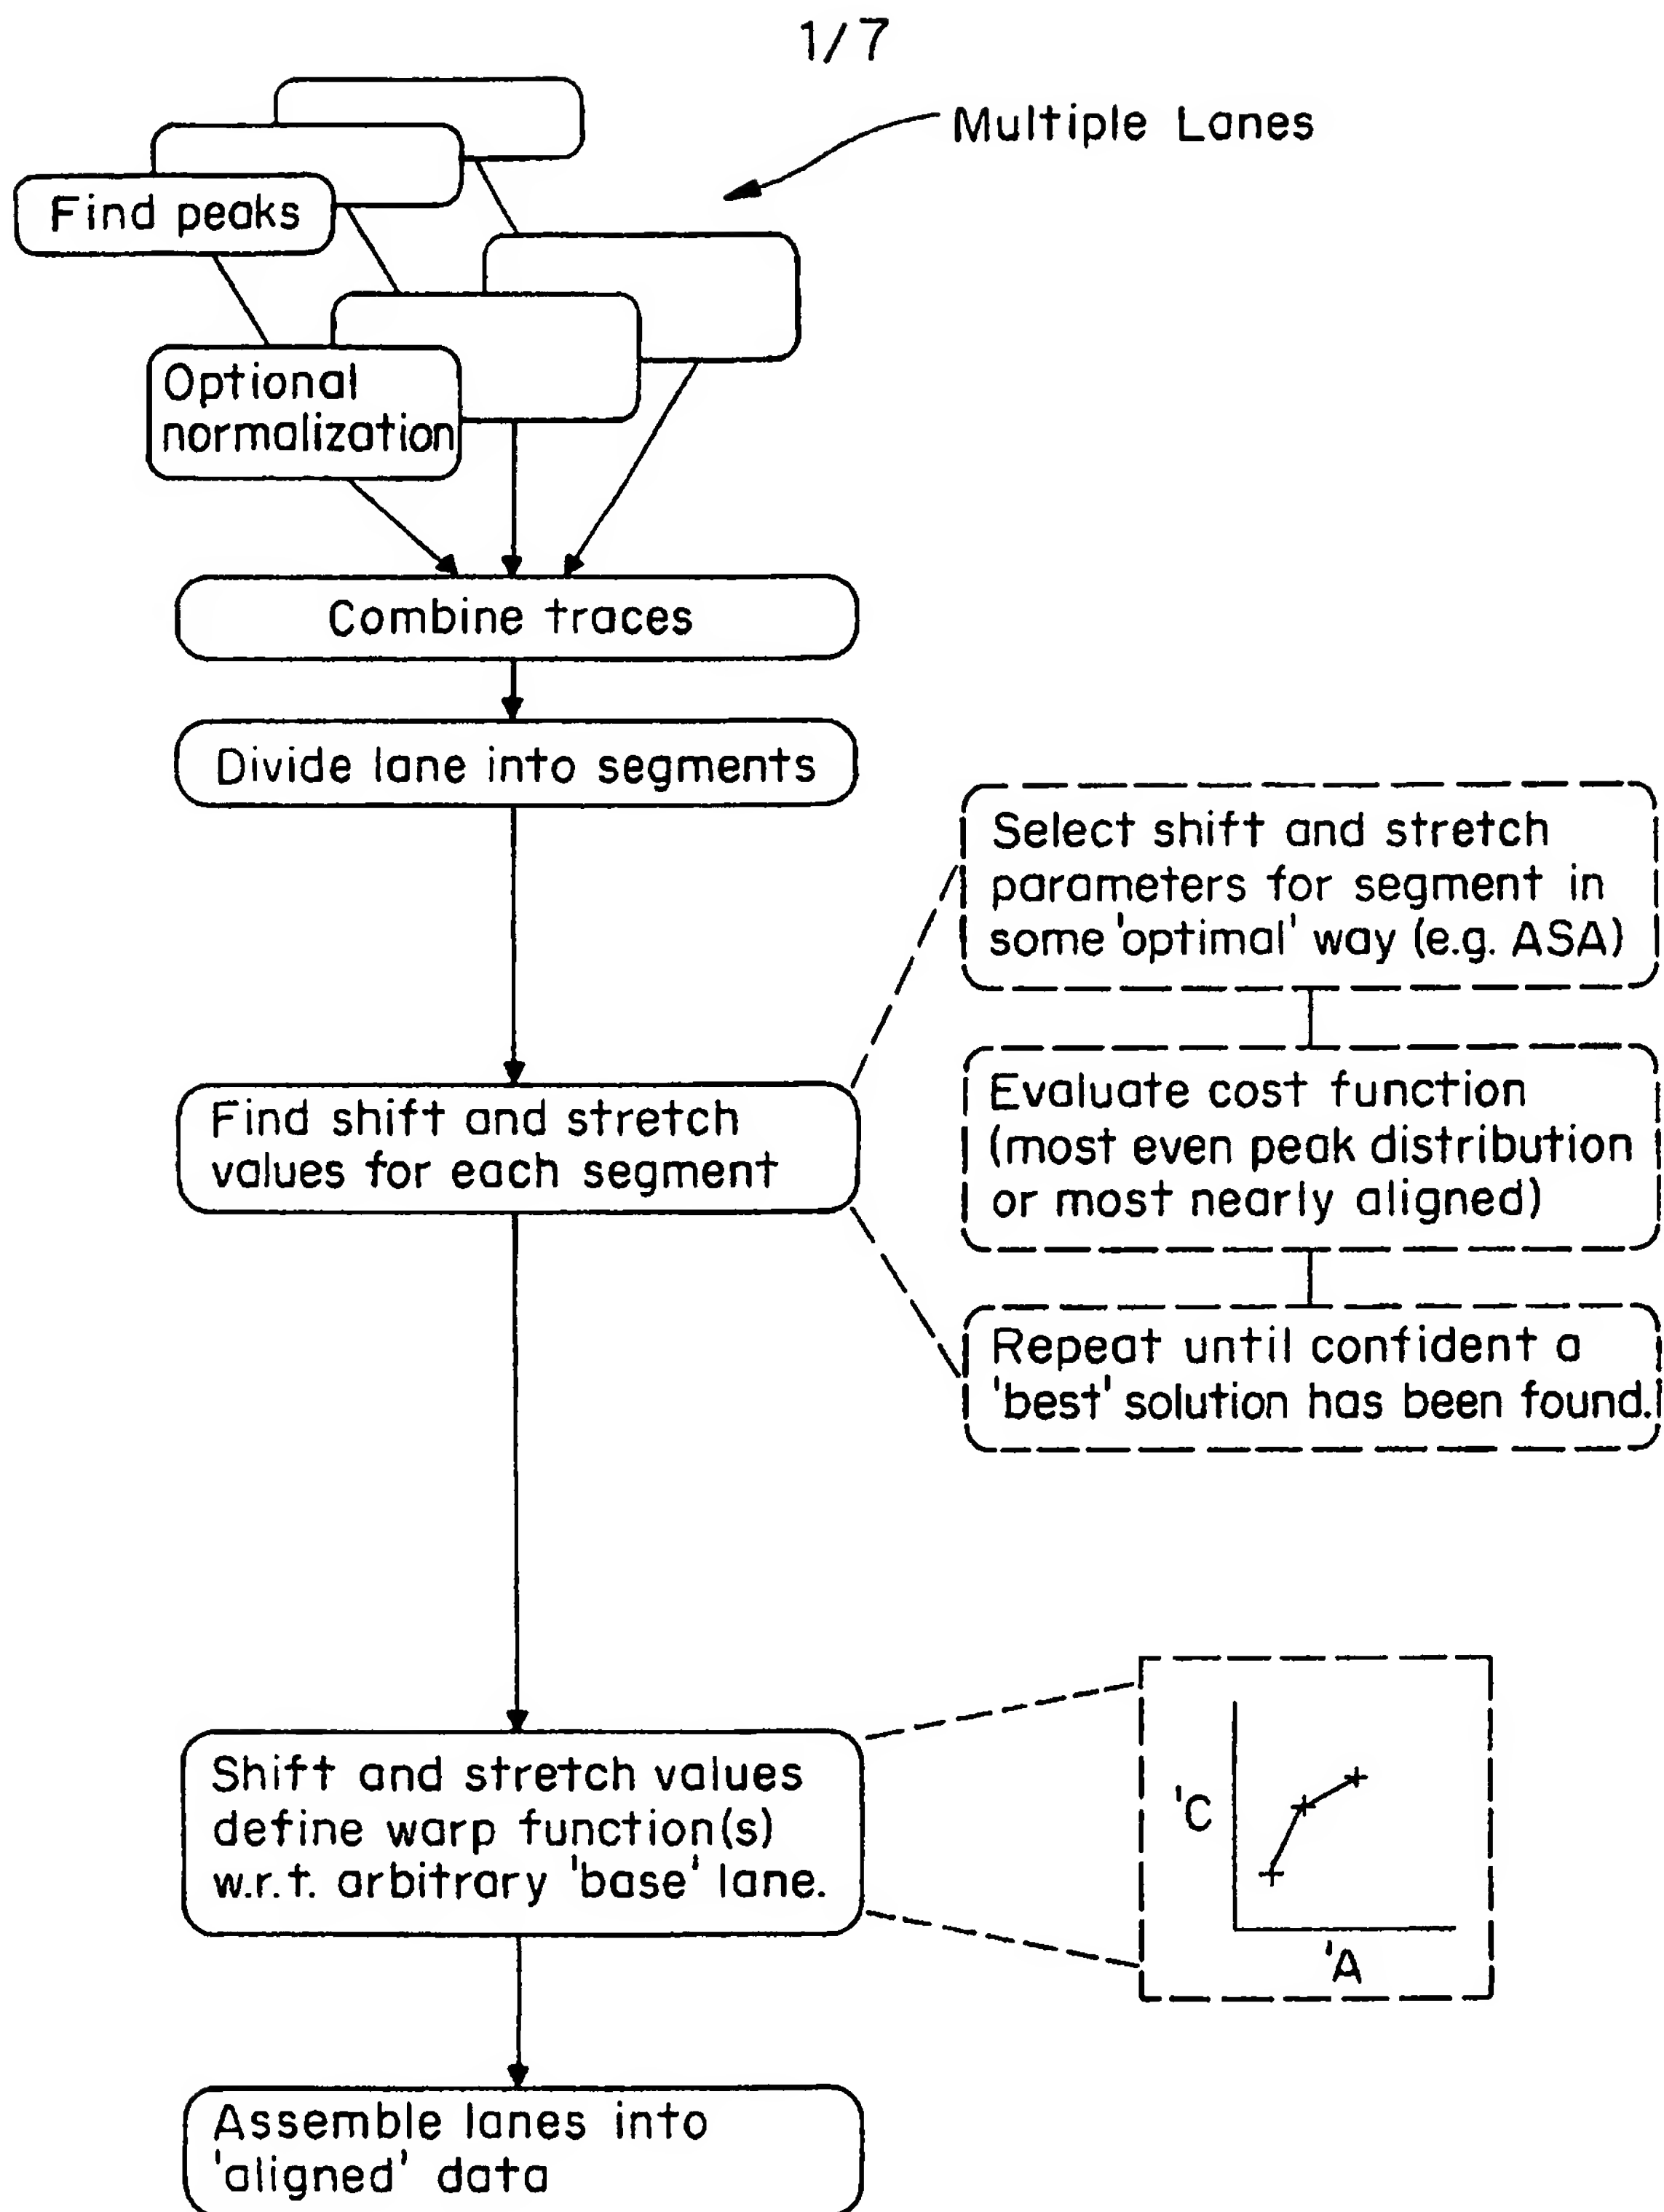 1/7
Multiple Lanes
Find peaks
Optional
normalization
Combine traces
Divide lane into segments
Select shift and stretch
parameters for segment in
some 'optimal' way (e.g. ASA)
Find shift and stretch
values for each segment
Evaluate cost function
(most even peak distribution
or most nearly aligned)
Repeat until confident a
'best' solution has been found.
Shift and stretch values
define warp function(s)
w.r.t. arbitrary 'base' lane.
'C
'A
Assemble lanes into
'aligned' data